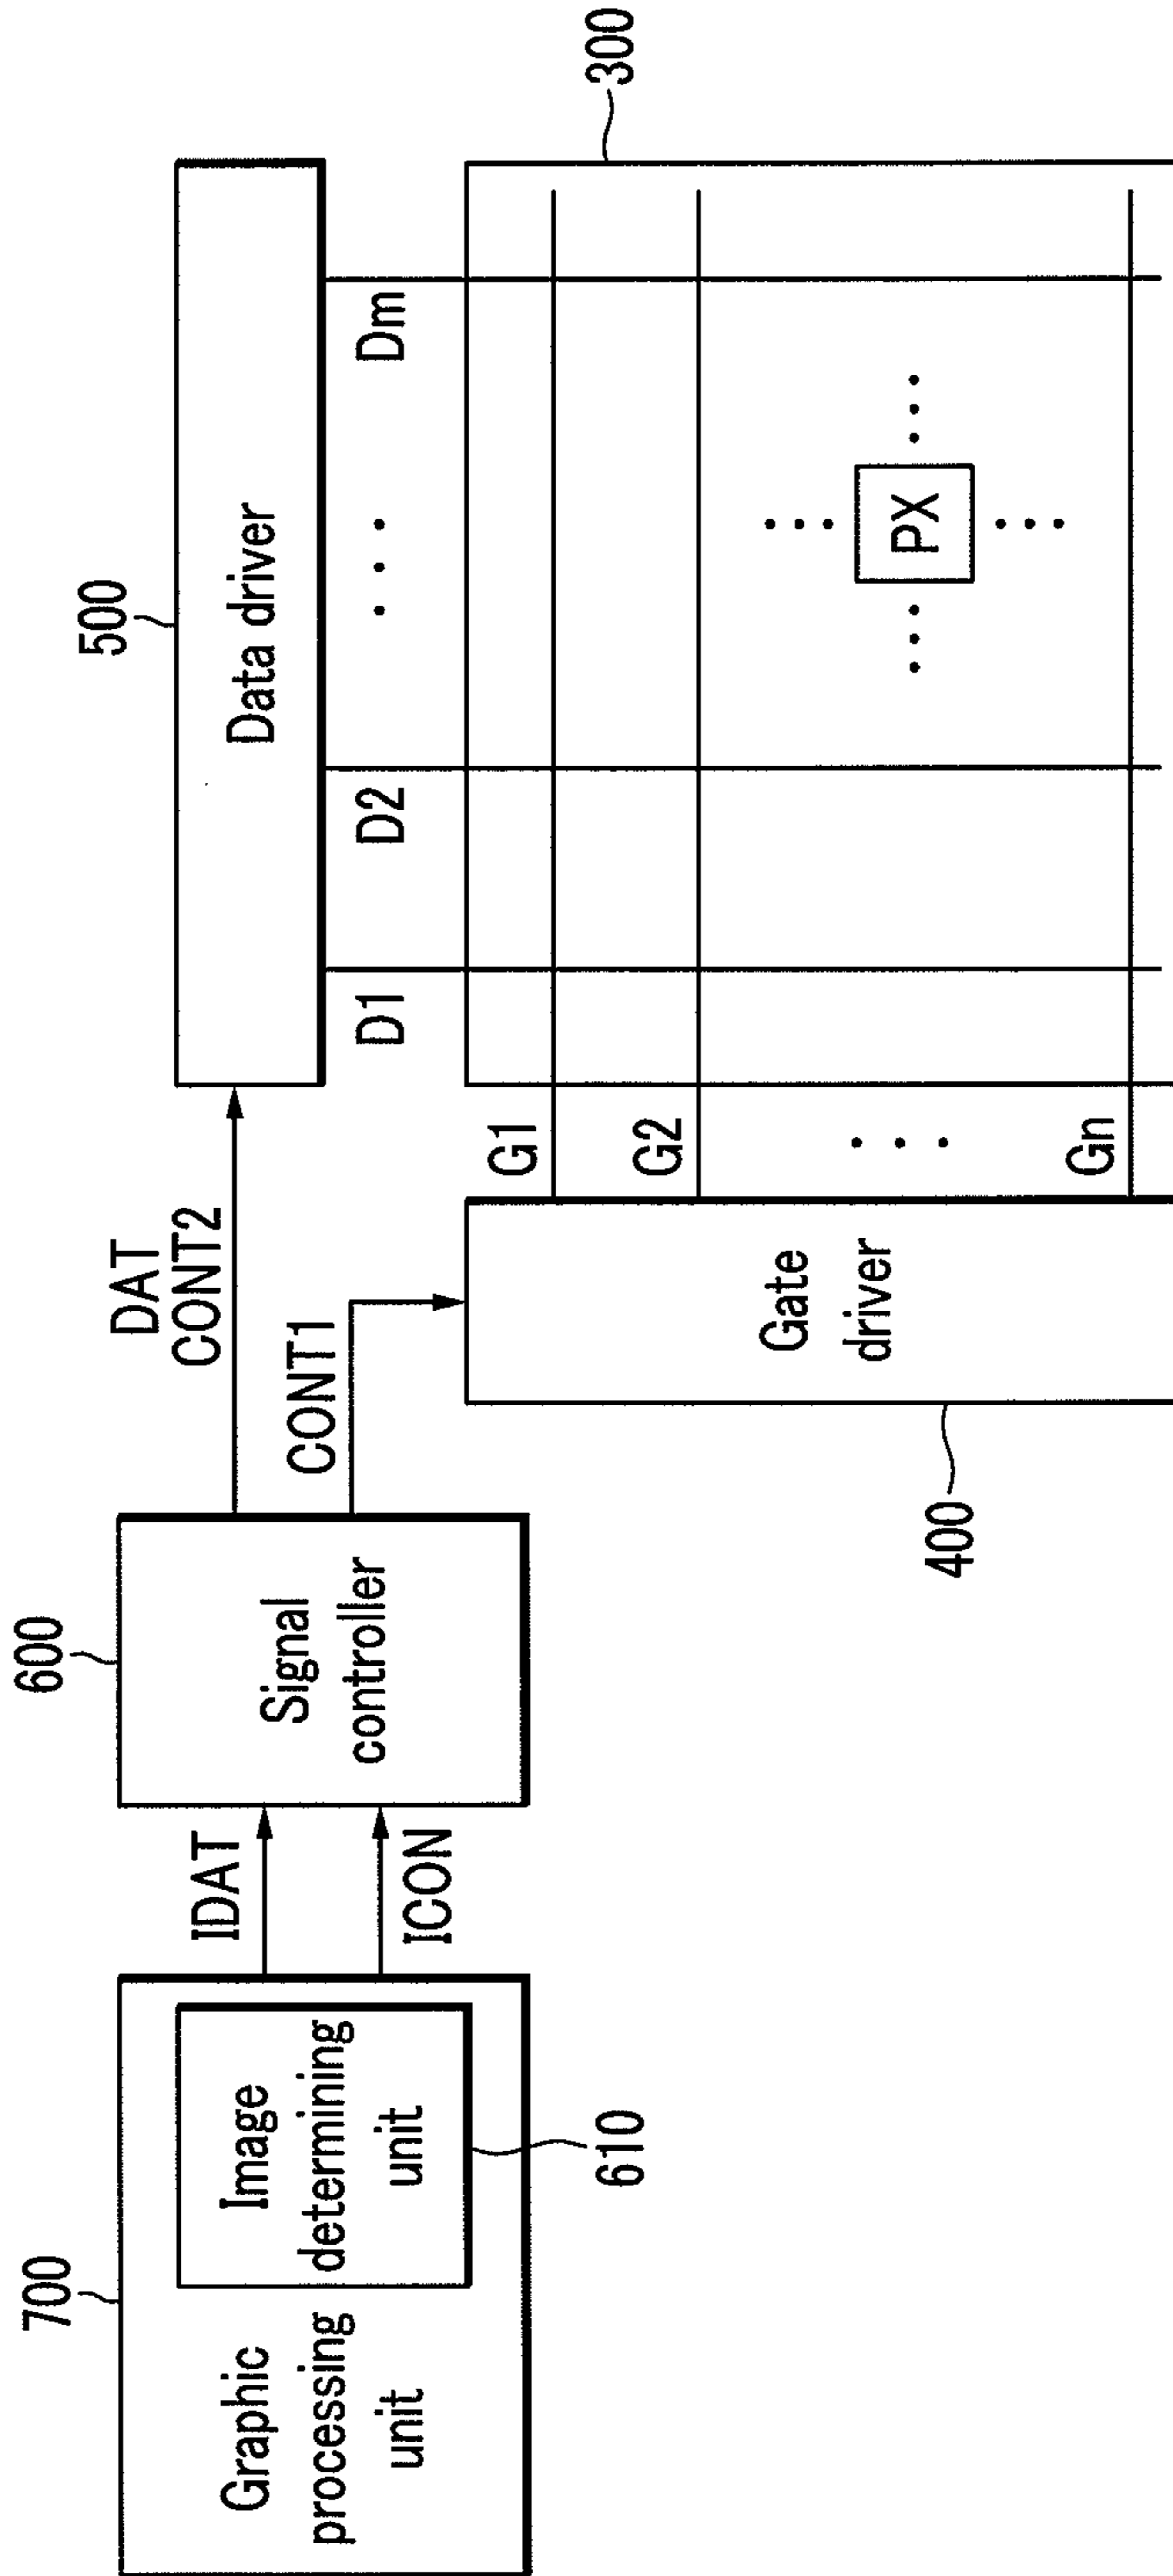 700
Graphic
processing
unit
Image
determining
unit
610
IDAT
ICON
600
Signal
controller
DAT
CONT2
CONT1
500
Data driver
D1
D2
Dm
400
Gate
driver
G1
G2
Gn
PX
300